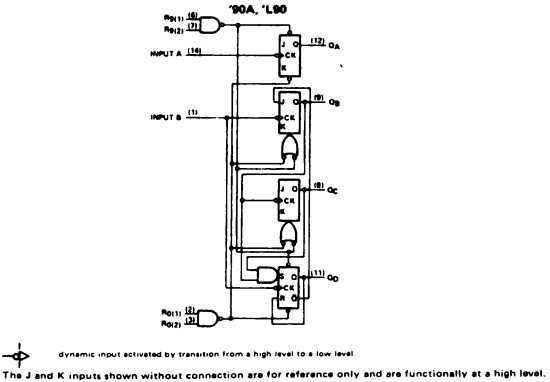 '90A, 'L90
R9(1) (6)
R9(2) (7)
J Q (12) QA
INPUT A (14) CK
K
J Q (9) QB
INPUT B (1) CK
K
J Q (8) QC
CK
K
S Q (11) QD
CK
R Q
R0(1) (2)
R0(2) (3)
dynamic input activated by transition from a high level to a low level.
The J and K inputs shown without connection are for reference only and are functionally at a high level.